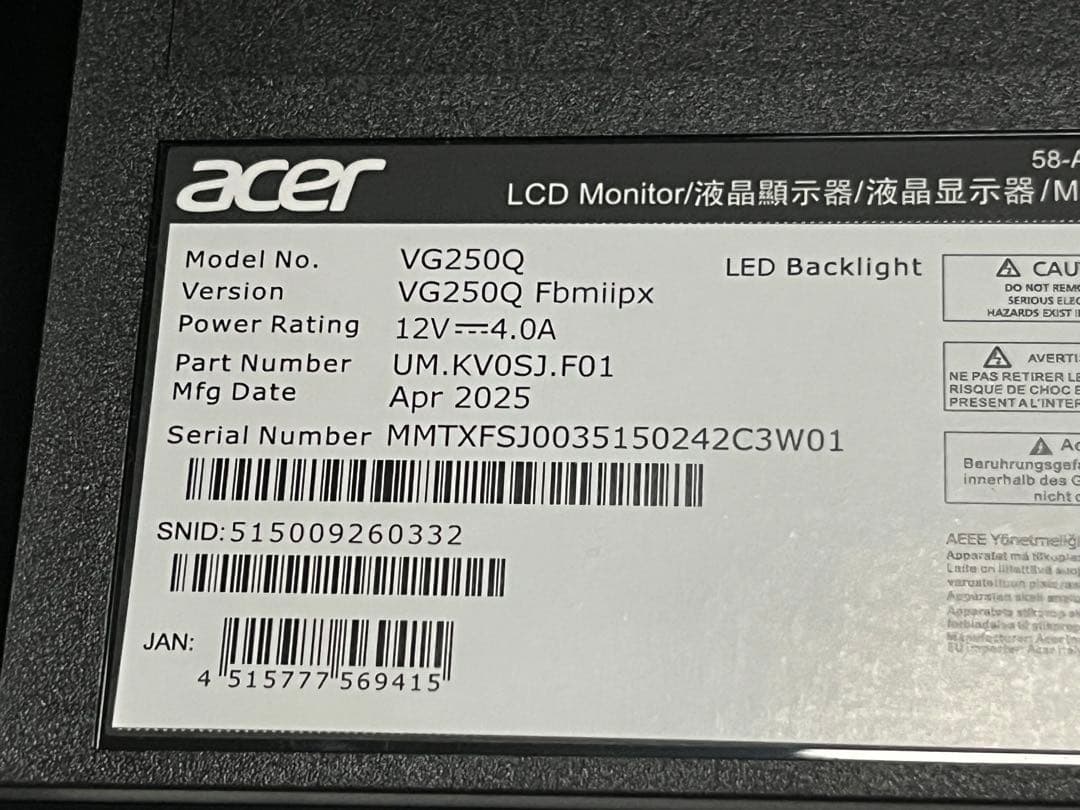 acer
58-A
LCD Monitor/液晶顯示器/液晶显示器/M
Model No. VG250Q
LED Backlight
Version VG250Q Fbmiipx
Power Rating 12V⎓4.0A
Part Number UM.KV0SJ.F01
Mfg Date Apr 2025
Serial Number MMTXFSJ0035150242C3W01
SNID:515009260332
JAN:
4 515777 569415
CAU
DO NOT REM
SERIOUS ELEC
HAZARDS EXIST I
AVERTI
NE PAS RETIRER LE
RISQUE DE CHOC E
PRESENT A L'INTER
Ac
Beruhrungsgefa
innerhalb des G
nicht
AEEE Yönetmeliğ